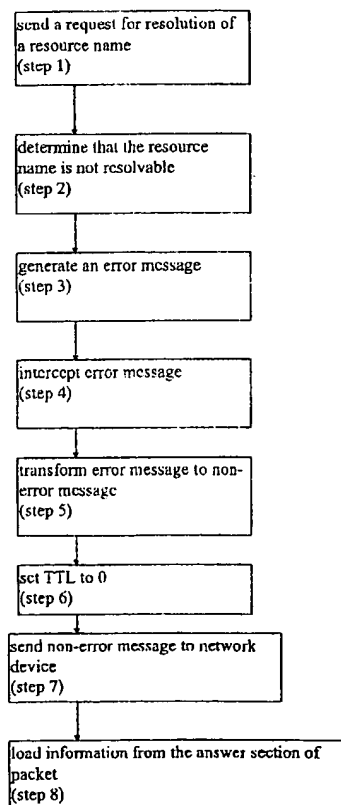 send a request for resolution of
a resource name
(step 1)
determine that the resource
name is not resolvable
(step 2)
generate an error message
(step 3)
intercept error message
(step 4)
transform error message to non-
error message
(step 5)
set TTL to 0
(step 6)
send non-error message to network
device
(step 7)
load information from the answer section of
packet
(step 8)